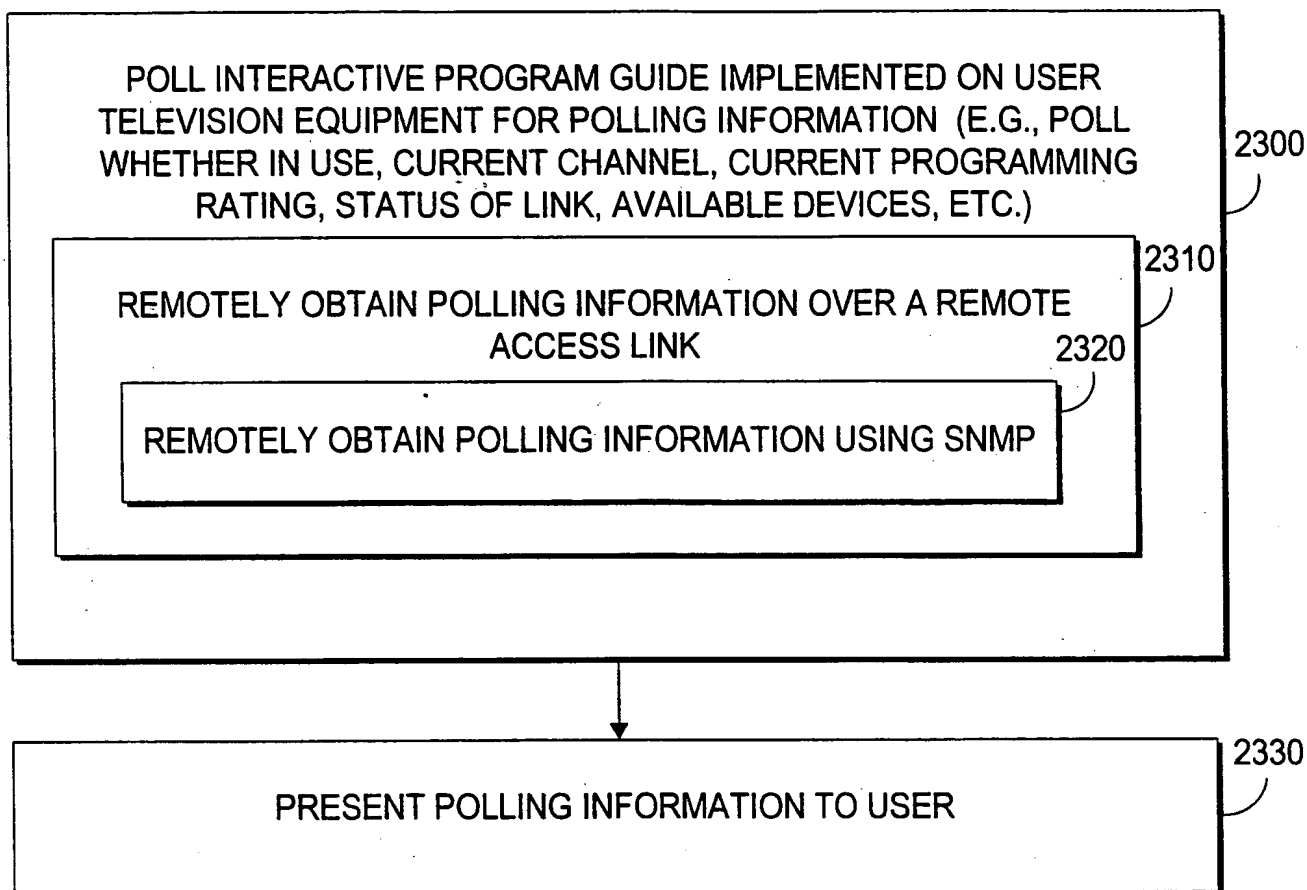 POLL INTERACTIVE PROGRAM GUIDE IMPLEMENTED ON USER
TELEVISION EQUIPMENT FOR POLLING INFORMATION (E.G., POLL
WHETHER IN USE, CURRENT CHANNEL, CURRENT PROGRAMMING
RATING, STATUS OF LINK, AVAILABLE DEVICES, ETC.)
2300
2310
REMOTELY OBTAIN POLLING INFORMATION OVER A REMOTE
ACCESS LINK
2320
REMOTELY OBTAIN POLLING INFORMATION USING SNMP
2330
PRESENT POLLING INFORMATION TO USER